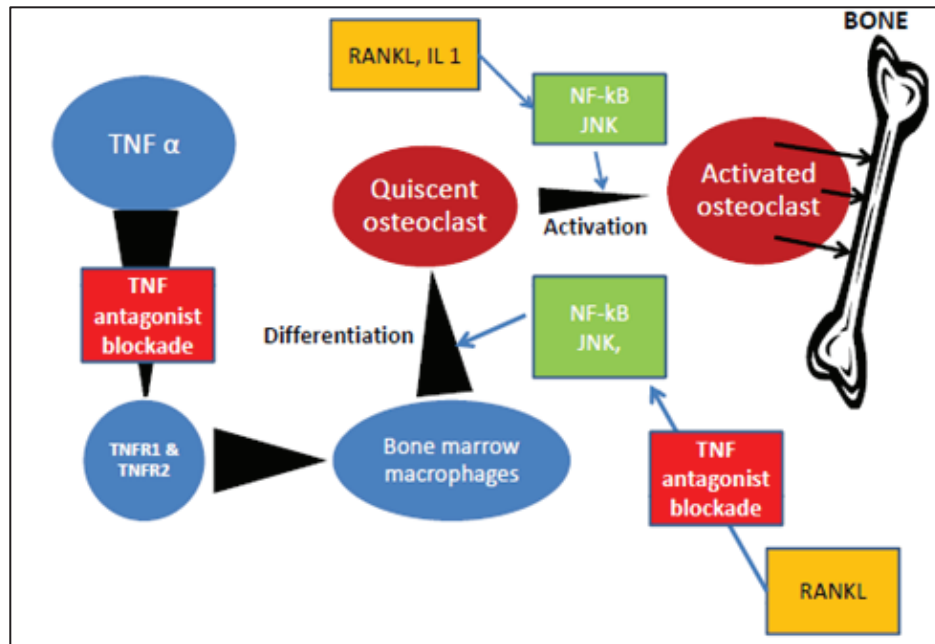 BONE
RANKL, IL 1
NF-kB
JNK
TNF α
Quiscent
osteoclast
Activation
Activated
osteoclast
TNF
antagonist
blockade
Differentiation
NF-kB
JNK,
TNFR1 &
TNFR2
Bone marrow
macrophages
TNF
antagonist
blockade
RANKL